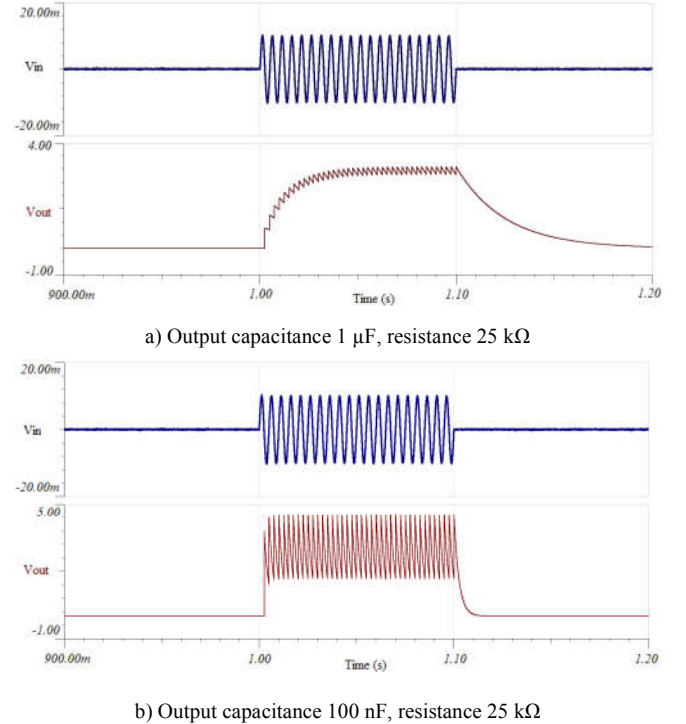 20.00m
Vin
-20.00m
4.00
Vout
-1.00
900.00m 1.00 Time (s) 1.10 1.20
a) Output capacitance 1 µF, resistance 25 kΩ
20.00m
Vin
-20.00m
5.00
Vout
-1.00
900.00m 1.00 Time (s) 1.10 1.20
b) Output capacitance 100 nF, resistance 25 kΩ